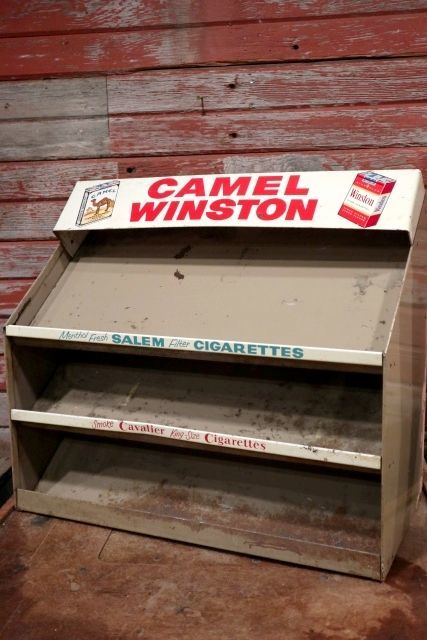 CAMEL
CAMEL
WINSTON
Winston
Menthol Fresh SALEM Filter CIGARETTES
Smoke Cavalier King-Size Cigarettes